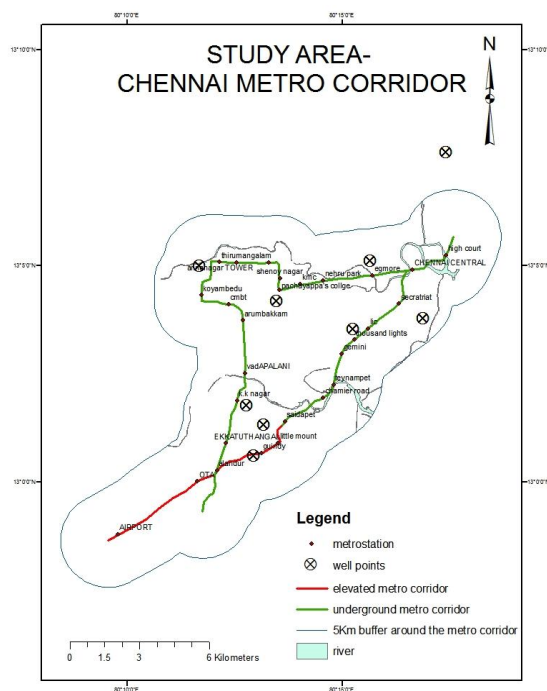 80°10'0"E
80°15'0"E
13°10'0"N
13°10'0"N
STUDY AREA-
CHENNAI METRO CORRIDOR
N
high court
thirumangalam
TOWER
CHENNAI CENTRAL
13°5'0"N
13°5'0"N
shenoy nagar
egmore
nehru park
kmc
pachayappa's collge
koyambedu
cmbt
secratriat
arumbakkam
lic
thousand lights
gemini
vadAPALANI
teynampet
chamier road
k.k nagar
saidapet
EKKATUTHANGAL
little mount
guindy
alandur
OTA
13°0'0"N
13°0'0"N
AIRPORT
Legend
metrostation
well points
elevated metro corridor
underground metro corridor
5Km buffer around the metro corridor
river
0 1.5 3 6 Kilometers
80°10'0"E
80°15'0"E